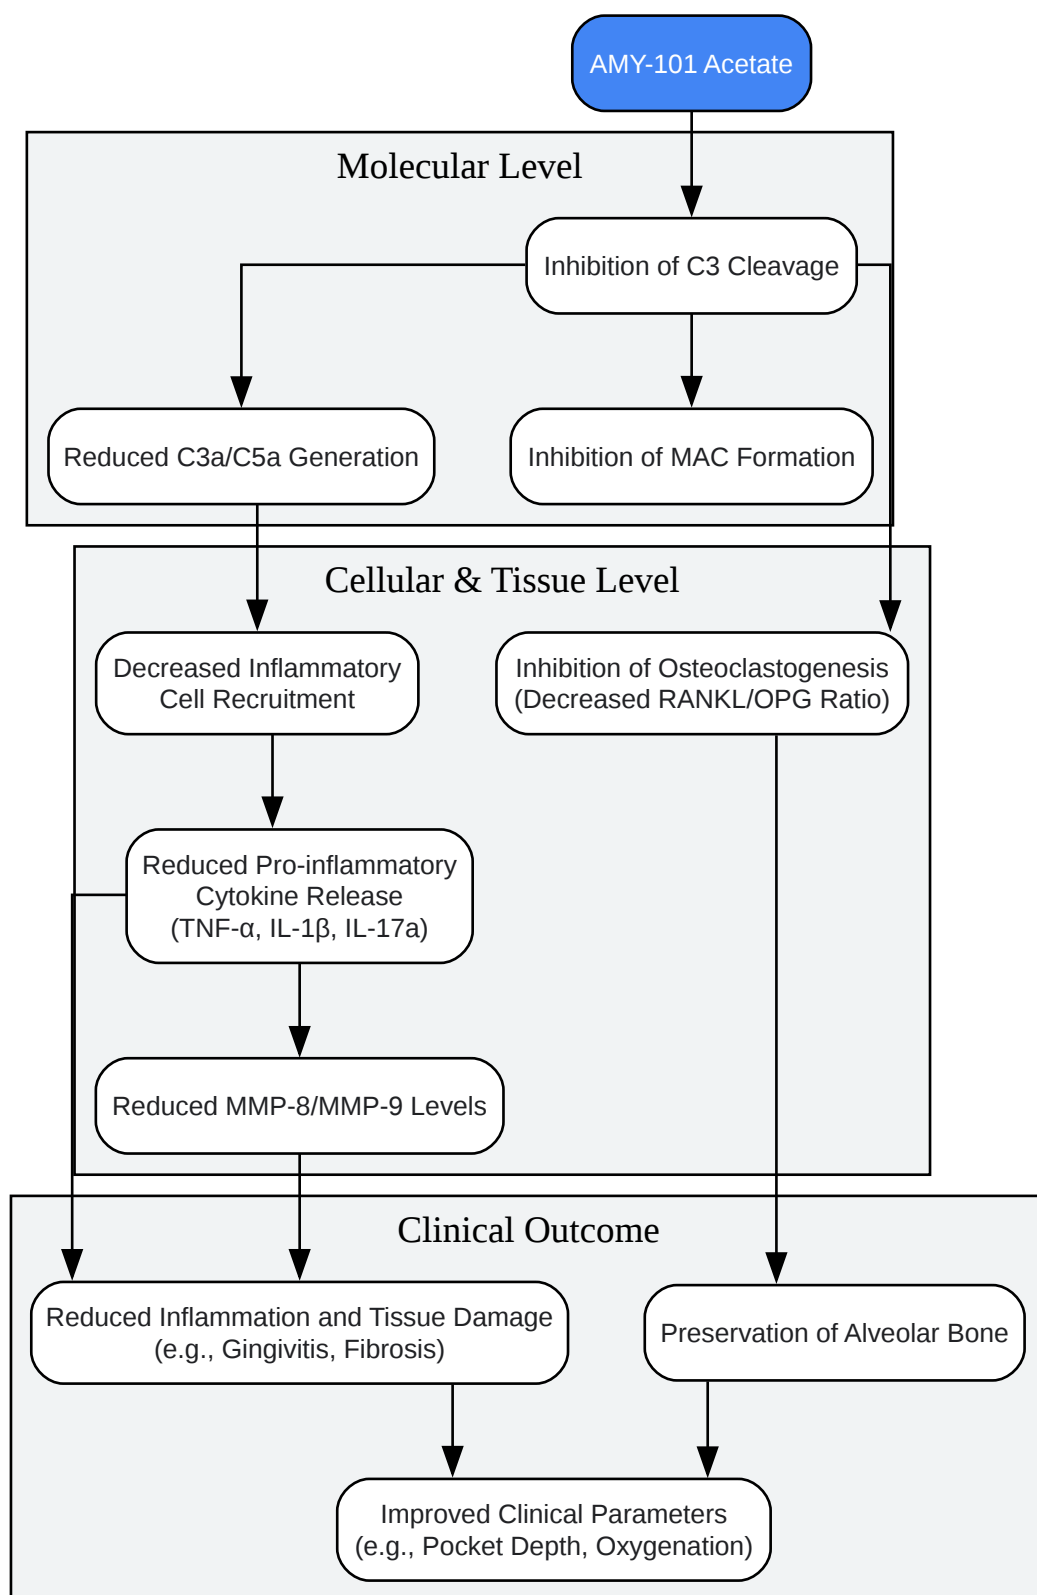 AMY-101 Acetate
Molecular Level
Inhibition of C3 Cleavage
Reduced C3a/C5a Generation
Inhibition of MAC Formation
Cellular & Tissue Level
Decreased Inflammatory
Cell Recruitment
Inhibition of Osteoclastogenesis
(Decreased RANKL/OPG Ratio)
Reduced Pro-inflammatory
Cytokine Release
(TNF-α, IL-1β, IL-17a)
Reduced MMP-8/MMP-9 Levels
Clinical Outcome
Reduced Inflammation and Tissue Damage
(e.g., Gingivitis, Fibrosis)
Preservation of Alveolar Bone
Improved Clinical Parameters
(e.g., Pocket Depth, Oxygenation)